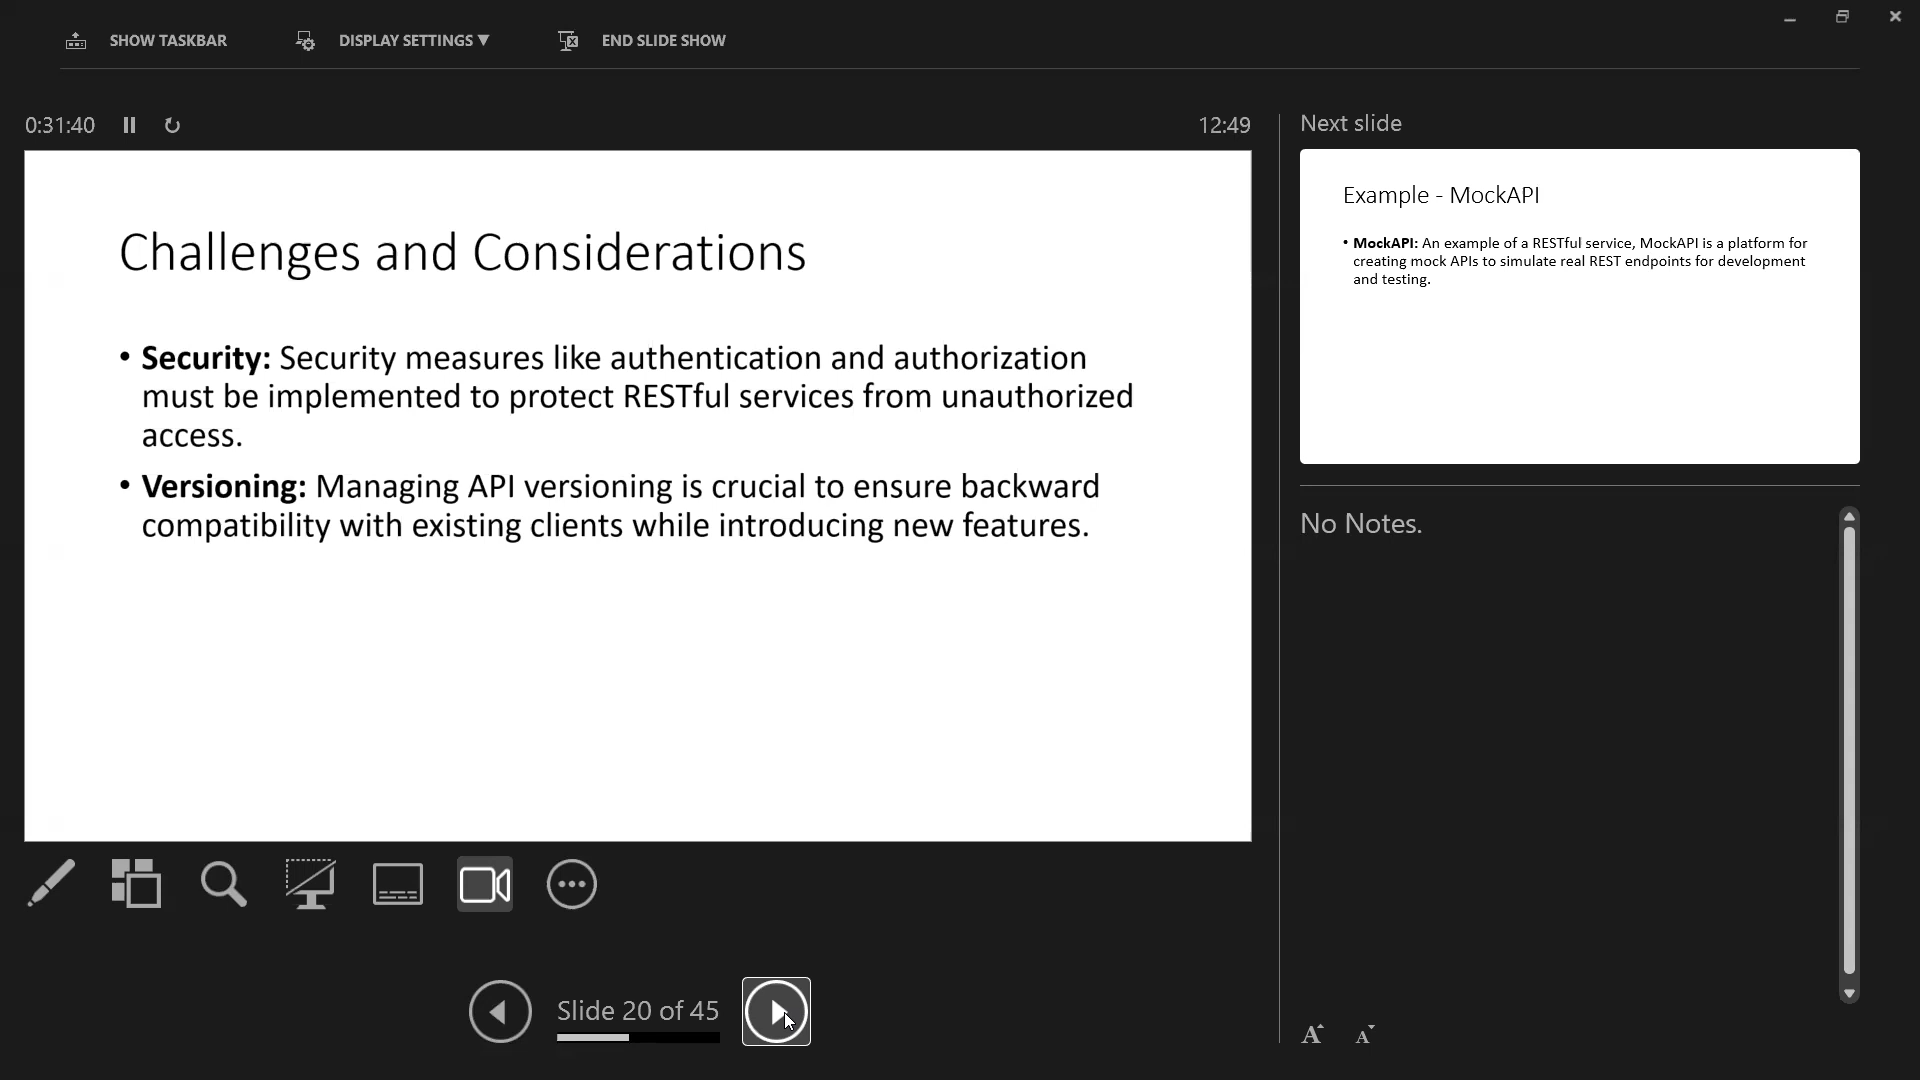 SHOW TASKBAR
DISPLAY SETTINGS ▼
END SLIDE SHOW
0:31:40
12:49
Challenges and Considerations
• Security: Security measures like authentication and authorization
must be implemented to protect RESTful services from unauthorized
access.
• Versioning: Managing API versioning is crucial to ensure backward
compatibility with existing clients while introducing new features.
Slide 20 of 45
Next slide
Example - MockAPI
• MockAPI: An example of a RESTful service, MockAPI is a platform for
creating mock APIs to simulate real REST endpoints for development
and testing.
No Notes.
A A